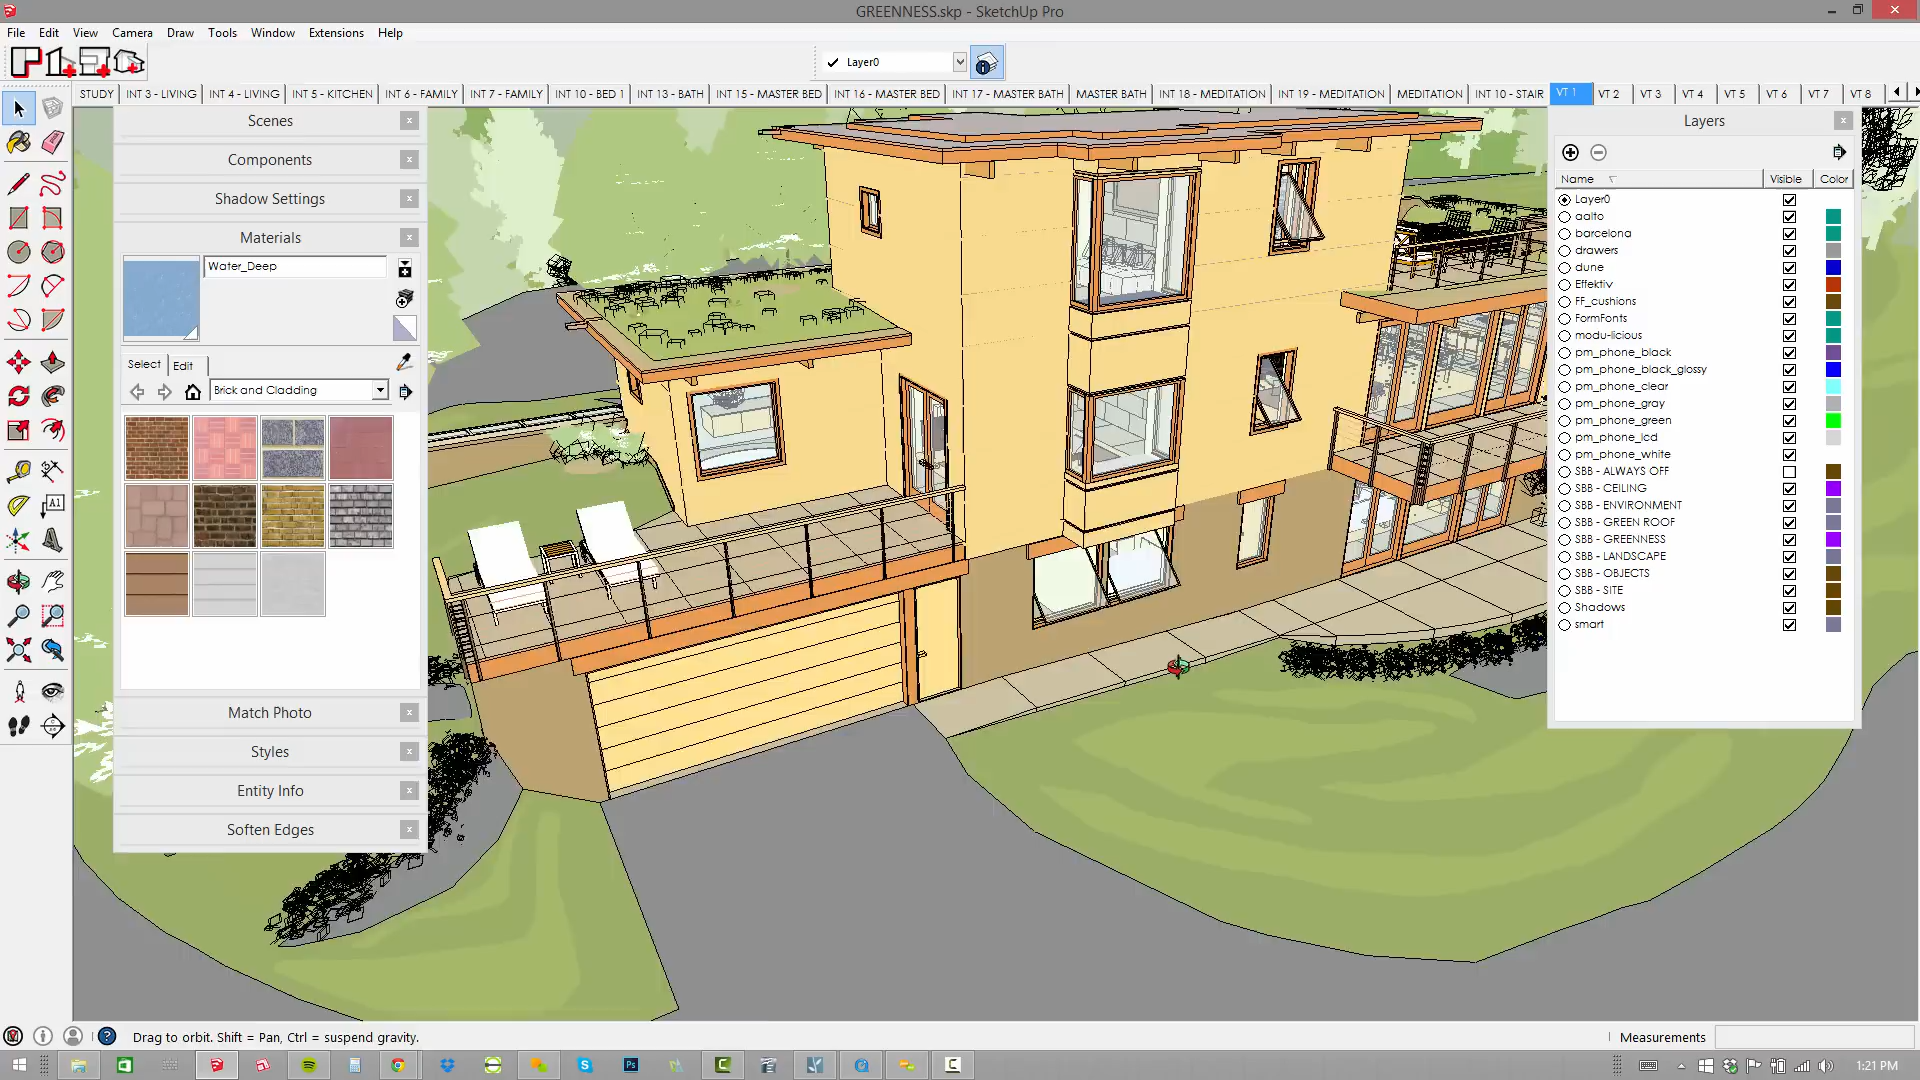 GREENNESS.skp - SketchUp Pro
File Edit View Camera Draw Tools Window Extensions Help
Layer0
STUDY INT 3 - LIVING INT 4 - LIVING INT 5 - KITCHEN INT 6 - FAMILY INT 7 - FAMILY INT 10 - BED 1 INT 13 - BATH INT 15 - MASTER BED INT 16 - MASTER BED INT 17 - MASTER BATH MASTER BATH INT 18 - MEDITATION INT 19 - MEDITATION MEDITATION INT 10 - STAIR VT 1 VT 2 VT 3 VT 4 VT 5 VT 6 VT 7 VT 8
Scenes
Components
Shadow Settings
Materials
Water_Deep
Select Edit
Brick and Cladding
Match Photo
Styles
Entity Info
Soften Edges
A1
Layers
Name Visible Color
Layer0
aalto
barcelona
drawers
dune
Effektiv
FF_cushions
FormFonts
modu-licious
pm_phone_black
pm_phone_black_glossy
pm_phone_clear
pm_phone_gray
pm_phone_green
pm_phone_lcd
pm_phone_white
SBB - ALWAYS OFF
SBB - CEILING
SBB - ENVIRONMENT
SBB - GREEN ROOF
SBB - GREENNESS
SBB - LANDSCAPE
SBB - OBJECTS
SBB - SITE
Shadows
smart
Drag to orbit. Shift = Pan, Ctrl = suspend gravity.
Measurements
1:21 PM